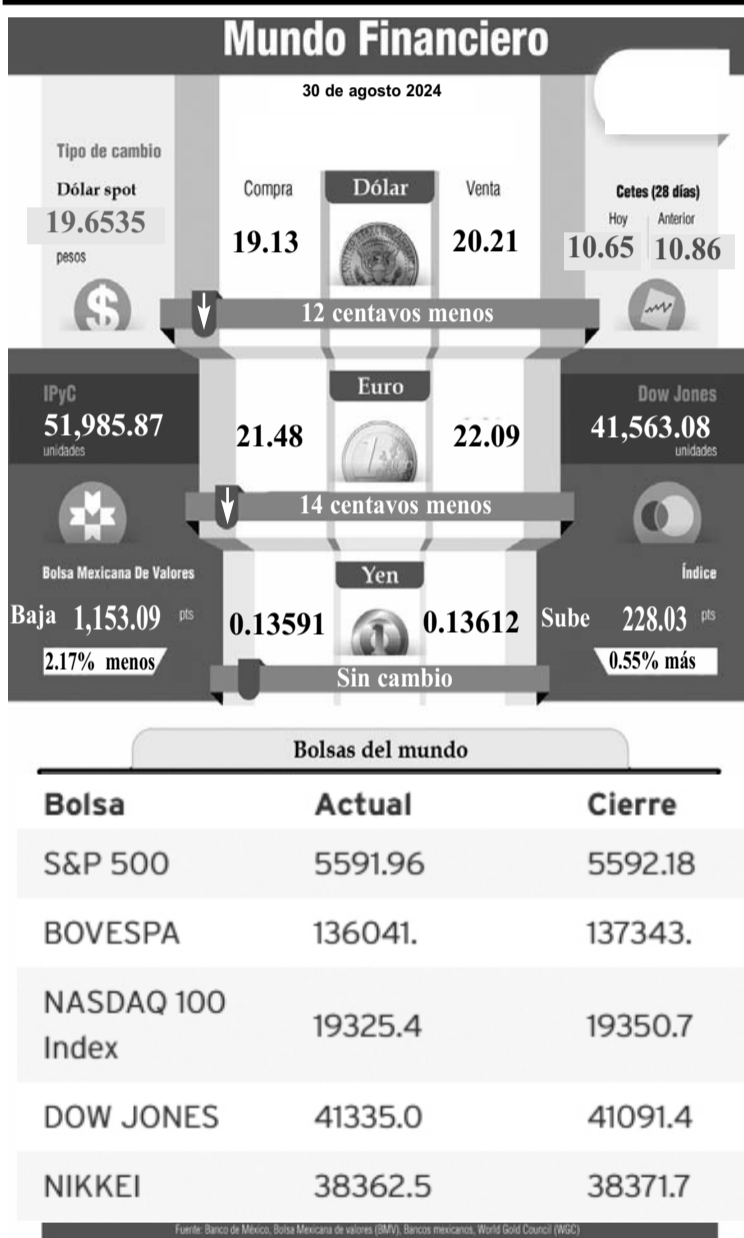 Mundo Financiero
30 de agosto 2024
Tipo de cambio
Dólar spot
19.6535
pesos
Compra
Dólar
Venta
19.13
20.21
Cetes (28 días)
Hoy
Anterior
10.65
10.86
12 centavos menos
IPyC
51,985.87
unidades
Euro
21.48
22.09
Dow Jones
41,563.08
unidades
14 centavos menos
Bolsa Mexicana De Valores
Baja 1,153.09 pts
2.17% menos
Yen
0.13591
0.13612
Índice
Sube 228.03 pts
0.55% más
Sin cambio
Bolsas del mundo
Bolsa Actual Cierre
S&P 500 5591.96 5592.18
BOVESPA 136041. 137343.
NASDAQ 100
Index
19325.4 19350.7
DOW JONES 41335.0 41091.4
NIKKEI 38362.5 38371.7
Fuente: Banco de México, Bolsa Mexicana de valores (BMV), Bancos mexicanos, World Gold Council (WGC)